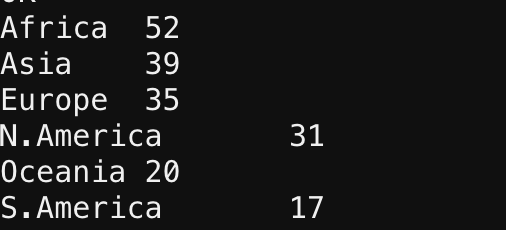 Africa	52
Asia	39
Europe	35
N.America	31
Oceania	20
S.America	17